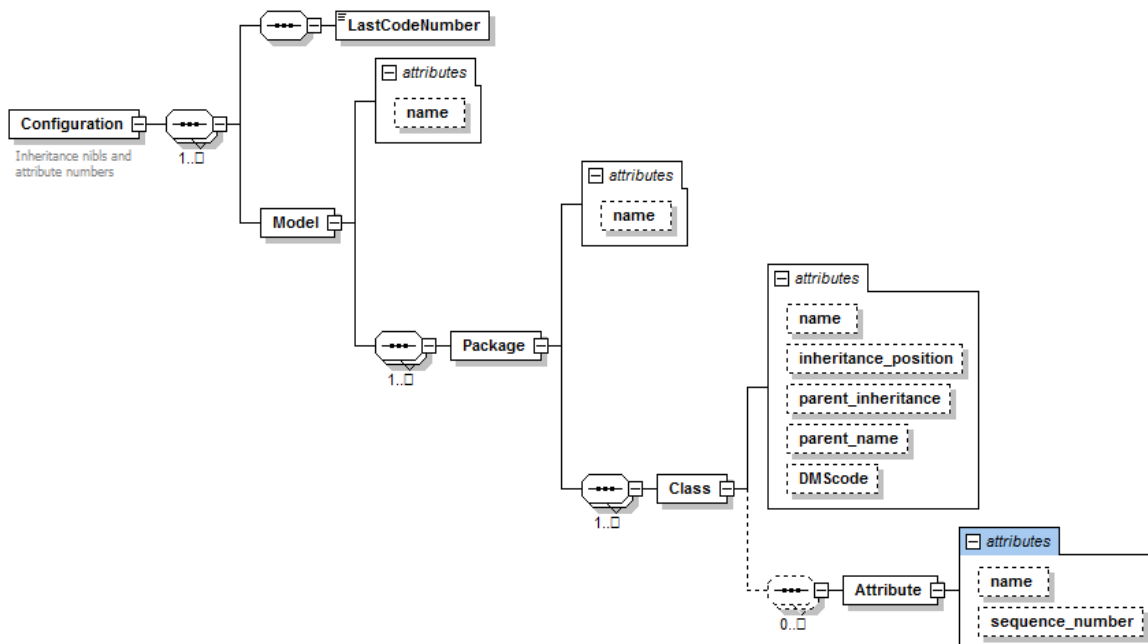 LastCodeNumber
attributes
name
Configuration
Inheritance nibls and
attribute numbers
1..□
Model
attributes
name
Package
1..□
attributes
name
inheritance_position
parent_inheritance
parent_name
DMScode
Class
1..□
attributes
name
Attribute
sequence_number
0..□